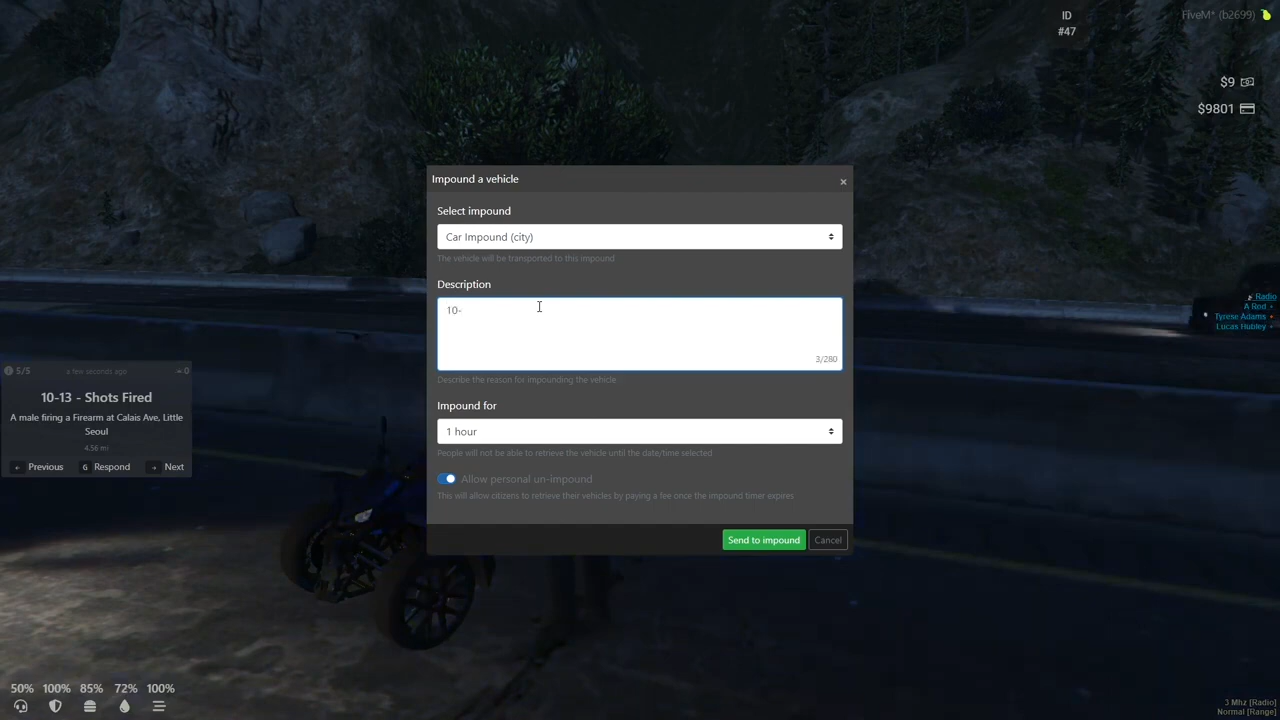 ID
#47
FiveM* (b2699)
$9
$9801
Impound a vehicle
×
Select impound
Car Impound (city)
The vehicle will be transported to this impound
Description
10-
3/280
Describe the reason for impounding the vehicle
Impound for
1 hour
People will not be able to retrieve the vehicle until the date/time selected
Allow personal un-impound
This will allow citizens to retrieve their vehicles by paying a fee once the impound timer expires
Send to impound
Cancel
Radio
A Rod
Tyrese Adams
Lucas Hubley
5/5
a few seconds ago
0
10-13 - Shots Fired
A male firing a Firearm at Calais Ave, Little
Seoul
4.56 mi
← Previous
G Respond
→ Next
50% 100% 85% 72% 100%
3 Mhz [Radio]
Normal [Range]